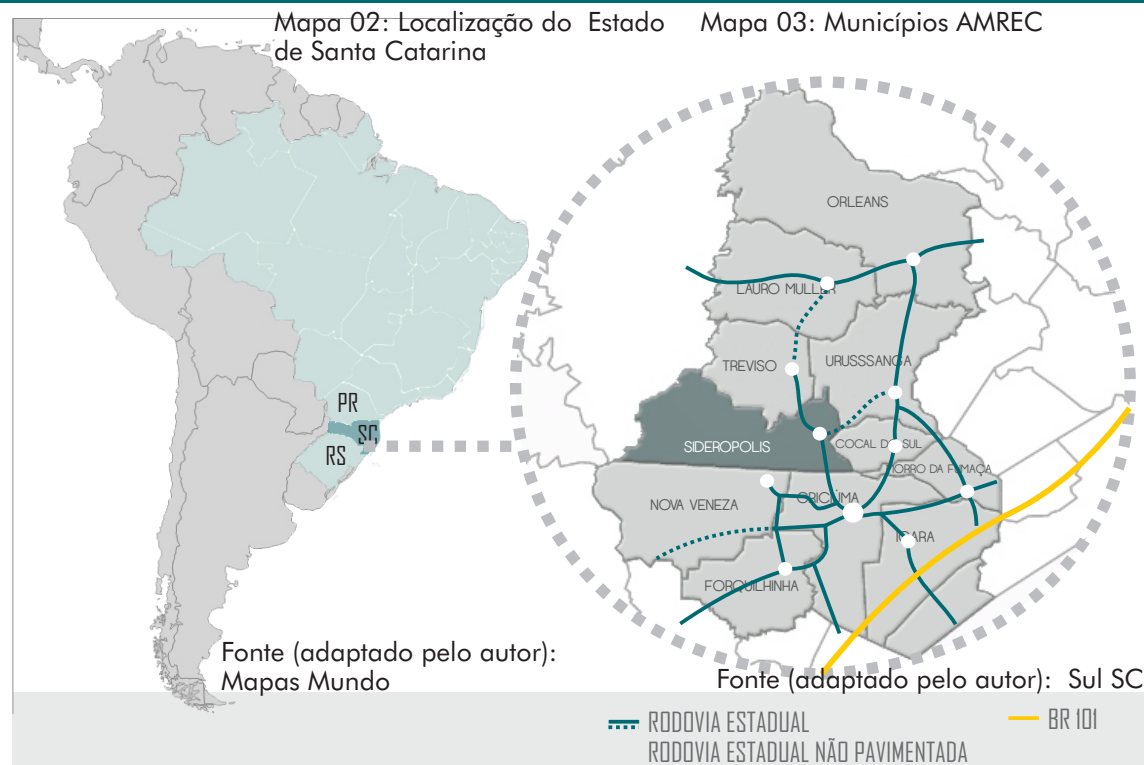 Mapa 02: Localização do Estado
de Santa Catarina
Mapa 03: Municípios AMREC
PR
SC
RS
ORLEANS
LAURO MULLER
TREVISO
URUSSSANGA
SIDEROPOLIS
COCAL DO SUL
MORRO DA FUMAÇA
NOVA VENEZA
CRICIÚMA
IÇARA
FORQUILHINHA
Fonte (adaptado pelo autor):
Mapas Mundo
Fonte (adaptado pelo autor): Sul SC
RODOVIA ESTADUAL
RODOVIA ESTADUAL NÃO PAVIMENTADA
BR 101